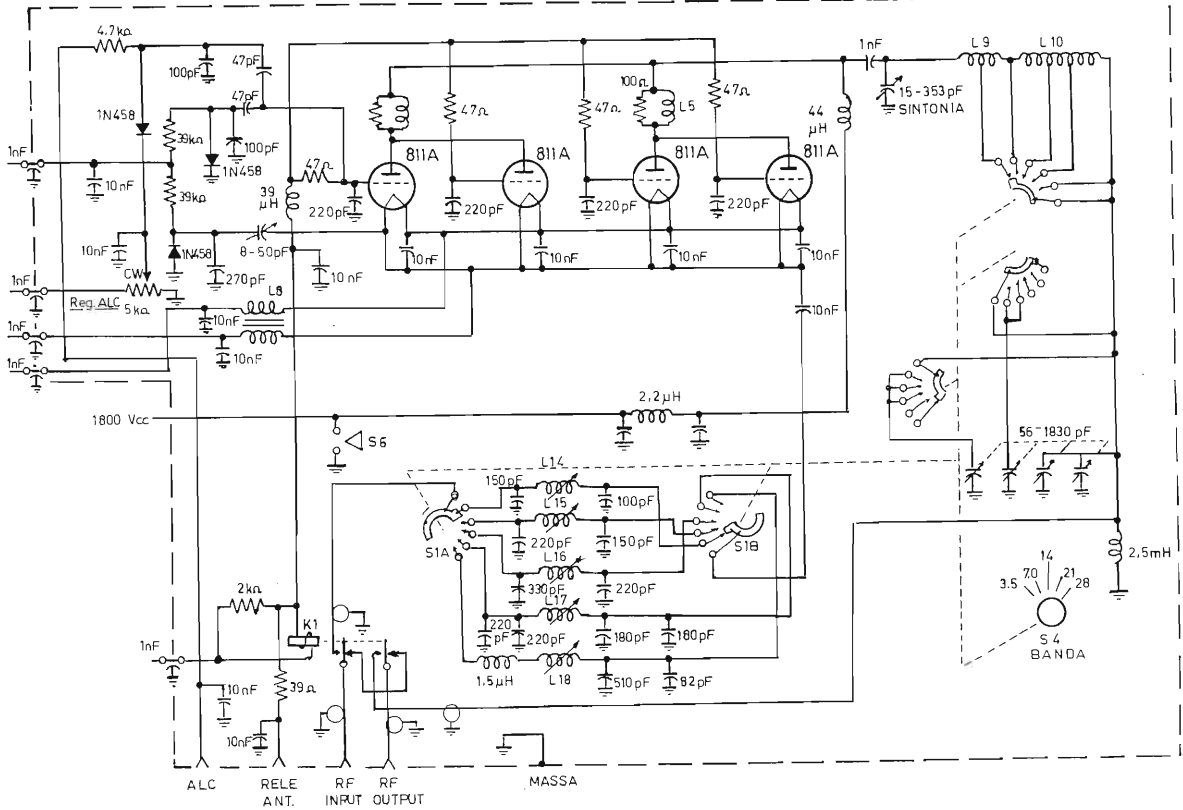 4.7kΩ
100pF
47pF
47pF
1N458
39kΩ
1N458
100pF
1nF
10nF
39kΩ
39 µH
47Ω
220pF
811A
47Ω
220pF
811A
47Ω
100Ω
L5
47Ω
220pF
811A
220pF
811A
44 µH
1nF
L9
L10
15-353pF
SINTONIA
10nF
CW
1N458
270pF
8-50pF
10nF
10nF
10nF
10nF
10nF
10nF
1nF
Reg. ALC
5kΩ
L8
10nF
1nF
10nF
1nF
1800 Vcc
S6
2,2µH
56-1830 pF
L14
150pF
100pF
L15
220pF
150pF
S1A
S1B
L16
330pF
220pF
L17
220 pF
220pF
180pF
180pF
1.5µH
L18
510pF
82pF
2,5mH
3.5
7.0
14
21
28
S4
BANDA
2kΩ
K1
1nF
10nF
39Ω
10nF
ALC
RELE ANT.
RF INPUT
RF OUTPUT
MASSA